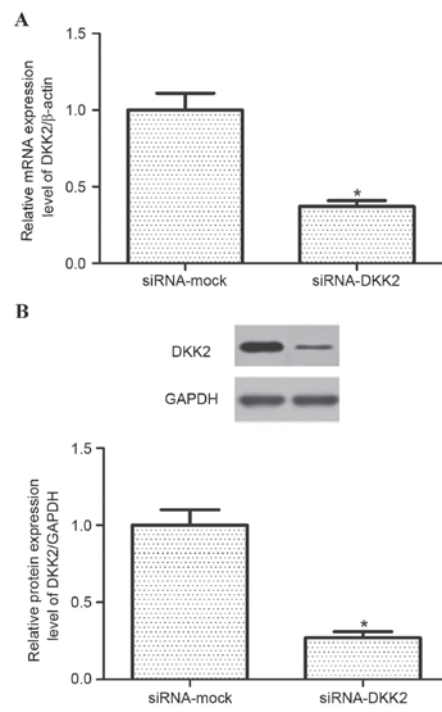 A
Relative mRNA expression
level of DKK2/β-actin
1.5
1.0
0.5
0.0
*
siRNA-mock
siRNA-DKK2
B
DKK2
GAPDH
Relative protein expression
level of DKK2/GAPDH
1.5
1.0
0.5
0.0
*
siRNA-mock
siRNA-DKK2